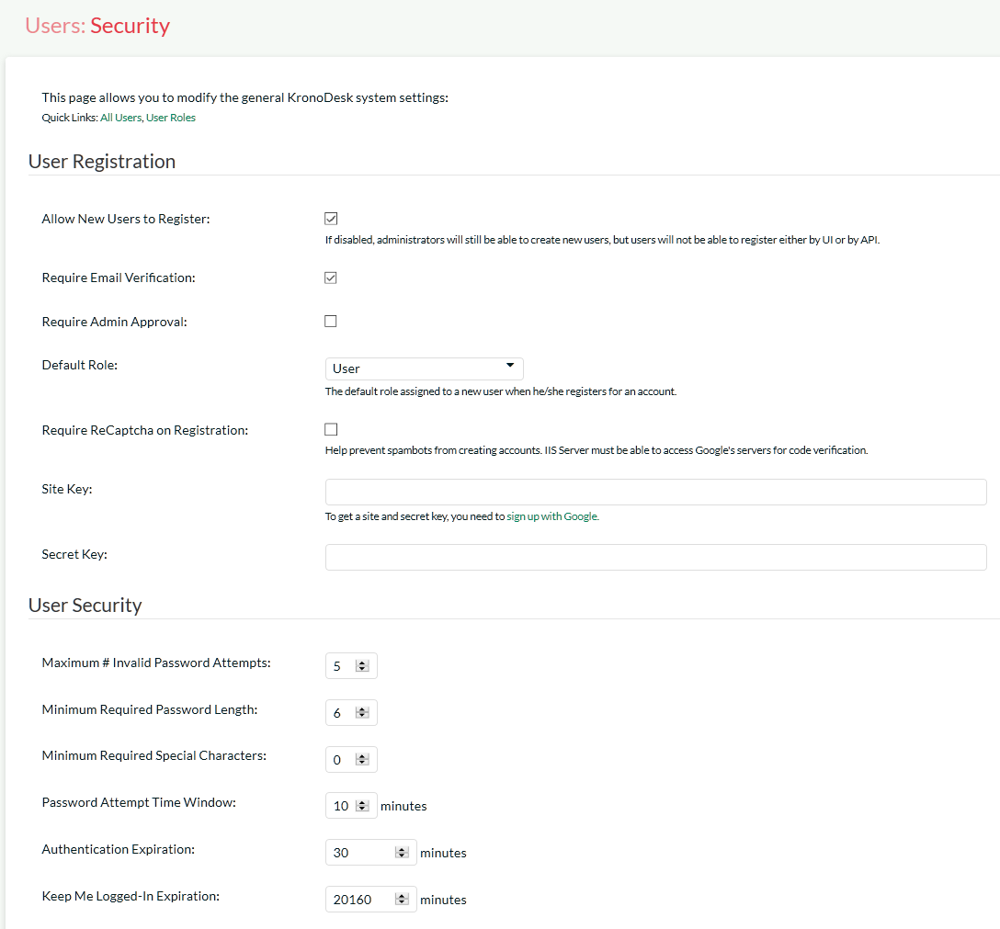 Users: Security
This page allows you to modify the general KronoDesk system settings:
Quick Links: All Users, User Roles
User Registration
Allow New Users to Register:
If disabled, administrators will still be able to create new users, but users will not be able to register either by UI or by API.
Require Email Verification:
Require Admin Approval:
Default Role:
User
The default role assigned to a new user when he/she registers for an account.
Require ReCaptcha on Registration:
Help prevent spambots from creating accounts. IIS Server must be able to access Google's servers for code verification.
Site Key:
To get a site and secret key, you need to sign up with Google.
Secret Key:
User Security
Maximum # Invalid Password Attempts:
5
Minimum Required Password Length:
6
Minimum Required Special Characters:
0
Password Attempt Time Window:
10 minutes
Authentication Expiration:
30 minutes
Keep Me Logged-In Expiration:
20160 minutes